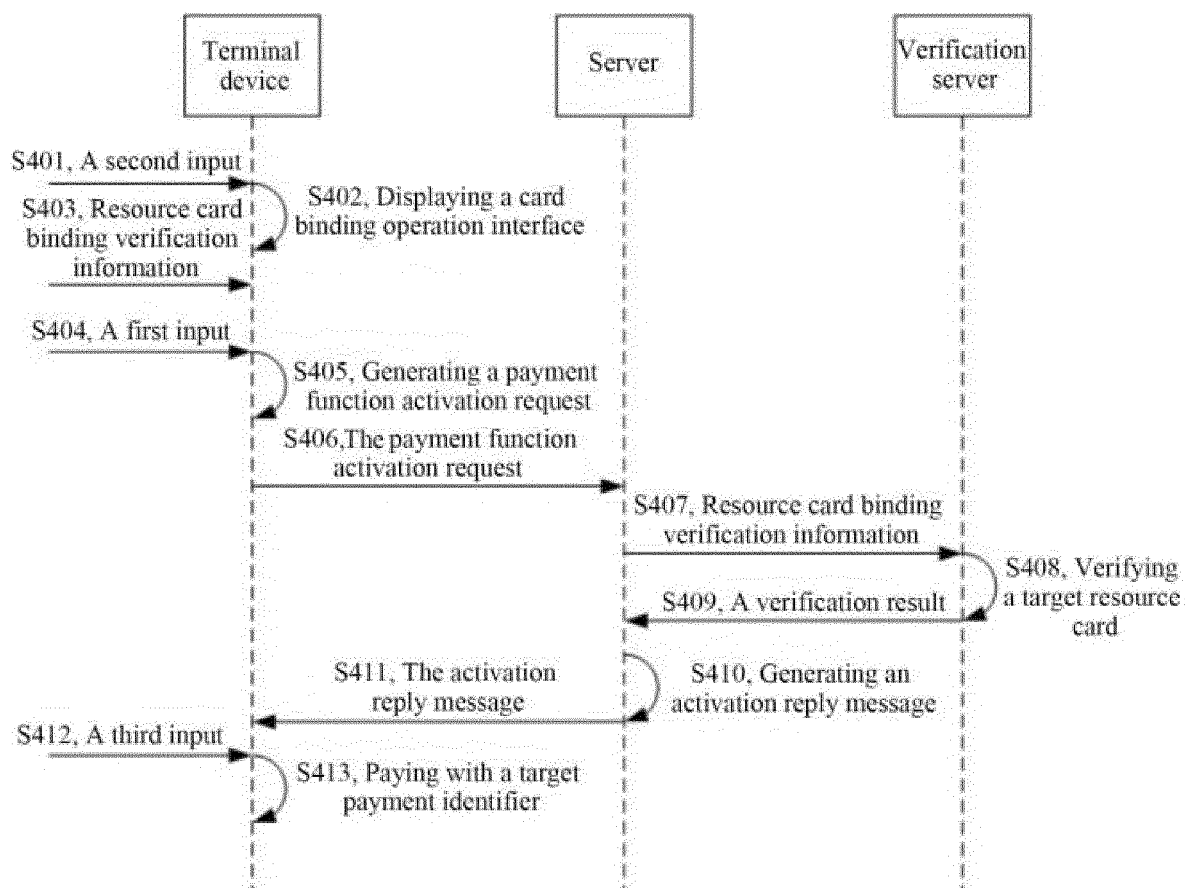 Terminal
device
Server
Verification
server
S401, A second input
S402, Displaying a card
binding operation interface
S403, Resource card
binding verification
information
S404, A first input
S405, Generating a payment
function activation request
S406,The payment function
activation request
S407, Resource card binding
verification information
S408, Verifying
a target resource
card
S409, A verification result
S410, Generating an
activation reply message
S411, The activation
reply message
S412, A third input
S413, Paying with a target
payment identifier